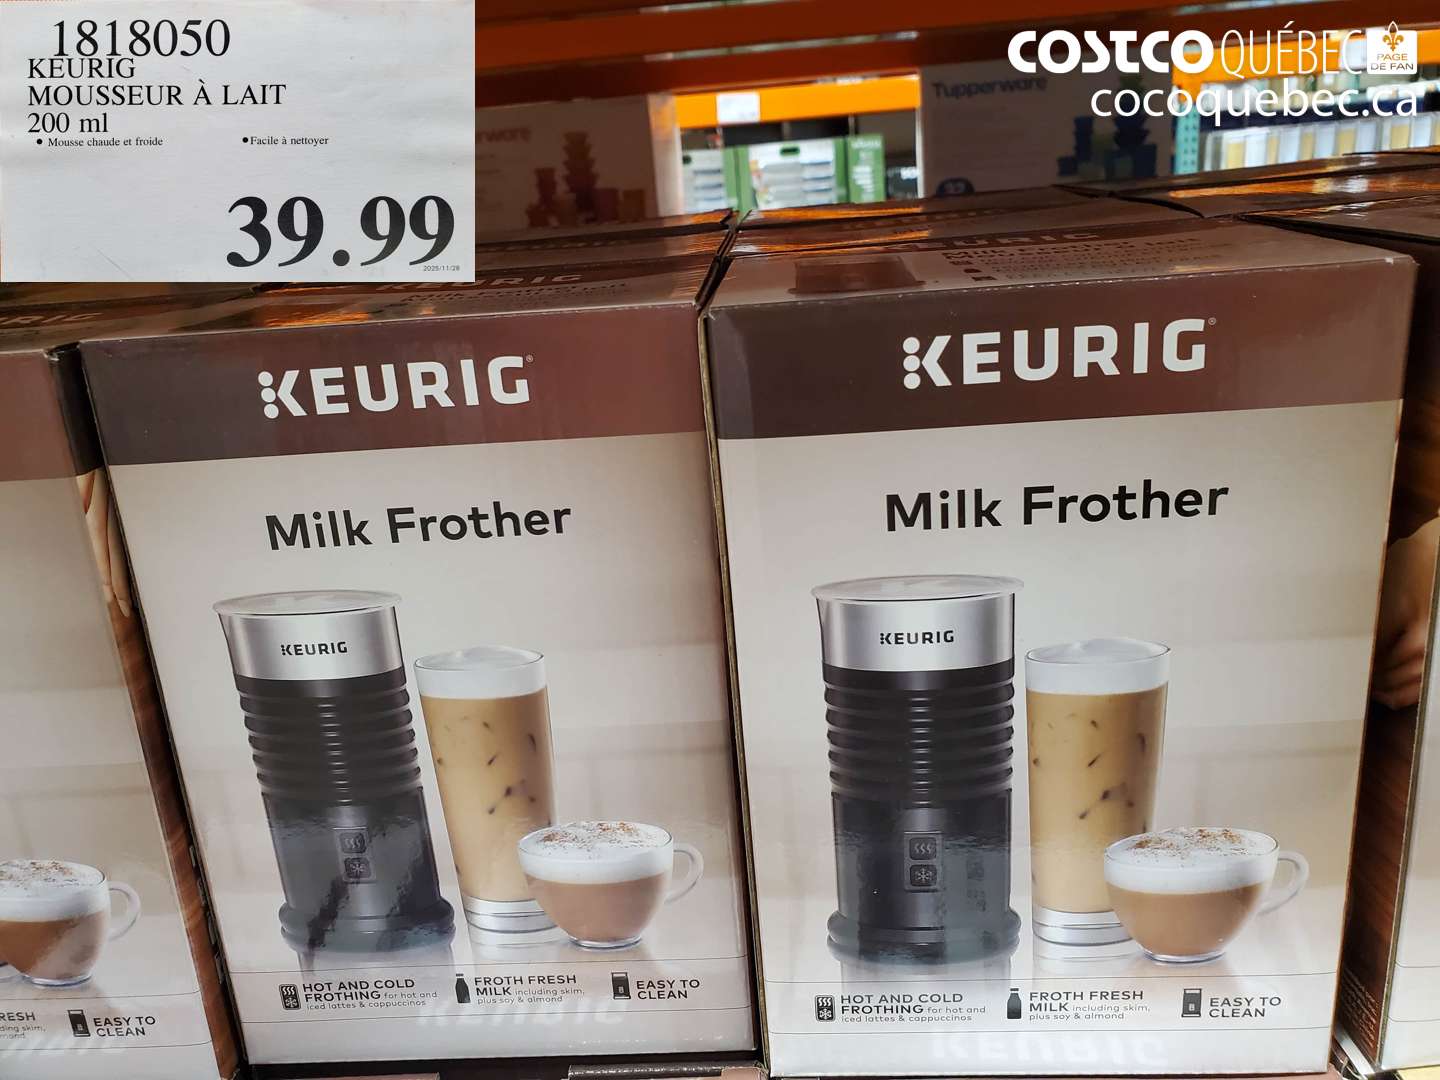 1818050
KEURIG
MOUSSEUR À LAIT
200 ml
• Mousse chaude et froide
• Facile à nettoyer
39.99
2025/11/28
COSTCO QUÉBEC
PAGE
DE FAN
cocoquebec.ca
Tupperware
KEURIG®
Milk Frother
KEURIG
HOT AND COLD
FROTHING for hot and
iced lattes & cappuccinos
FROTH FRESH
MILK including skim,
plus soy & almond
EASY TO
CLEAN
KEURIG®
Milk Frother
KEURIG
HOT AND COLD
FROTHING for hot and
iced lattes & cappuccinos
FROTH FRESH
MILK including skim,
plus soy & almond
EASY TO
CLEAN
EASY TO
CLEAN